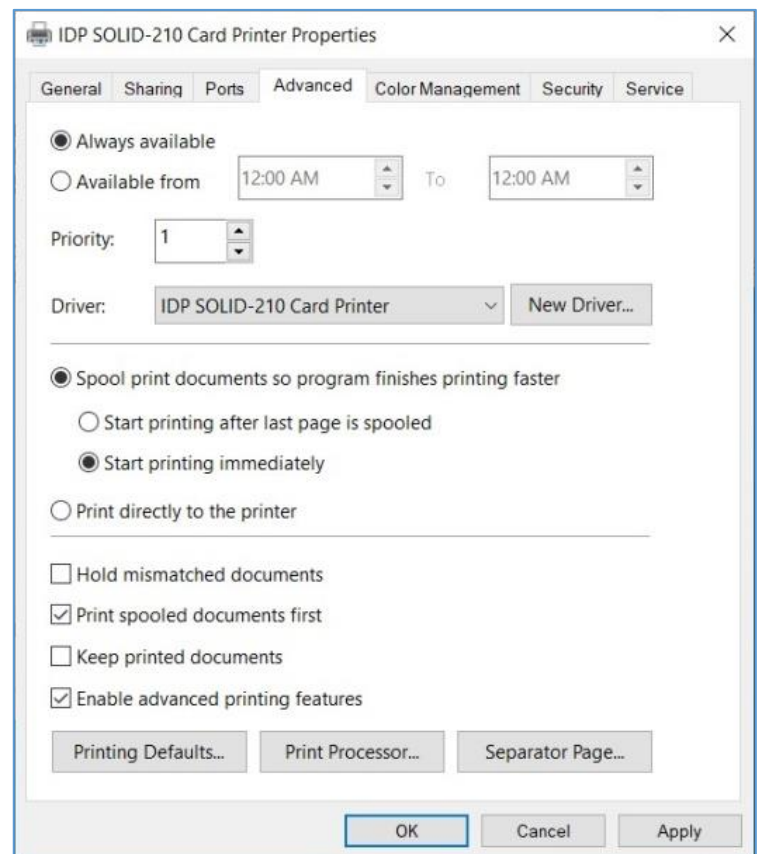 IDP SOLID-210 Card Printer Properties
General Sharing Ports Advanced Color Management Security Service
Always available
Available from 12:00 AM To 12:00 AM
Priority: 1
Driver: IDP SOLID-210 Card Printer New Driver...
Spool print documents so program finishes printing faster
Start printing after last page is spooled
Start printing immediately
Print directly to the printer
Hold mismatched documents
Print spooled documents first
Keep printed documents
Enable advanced printing features
Printing Defaults... Print Processor... Separator Page...
OK Cancel Apply